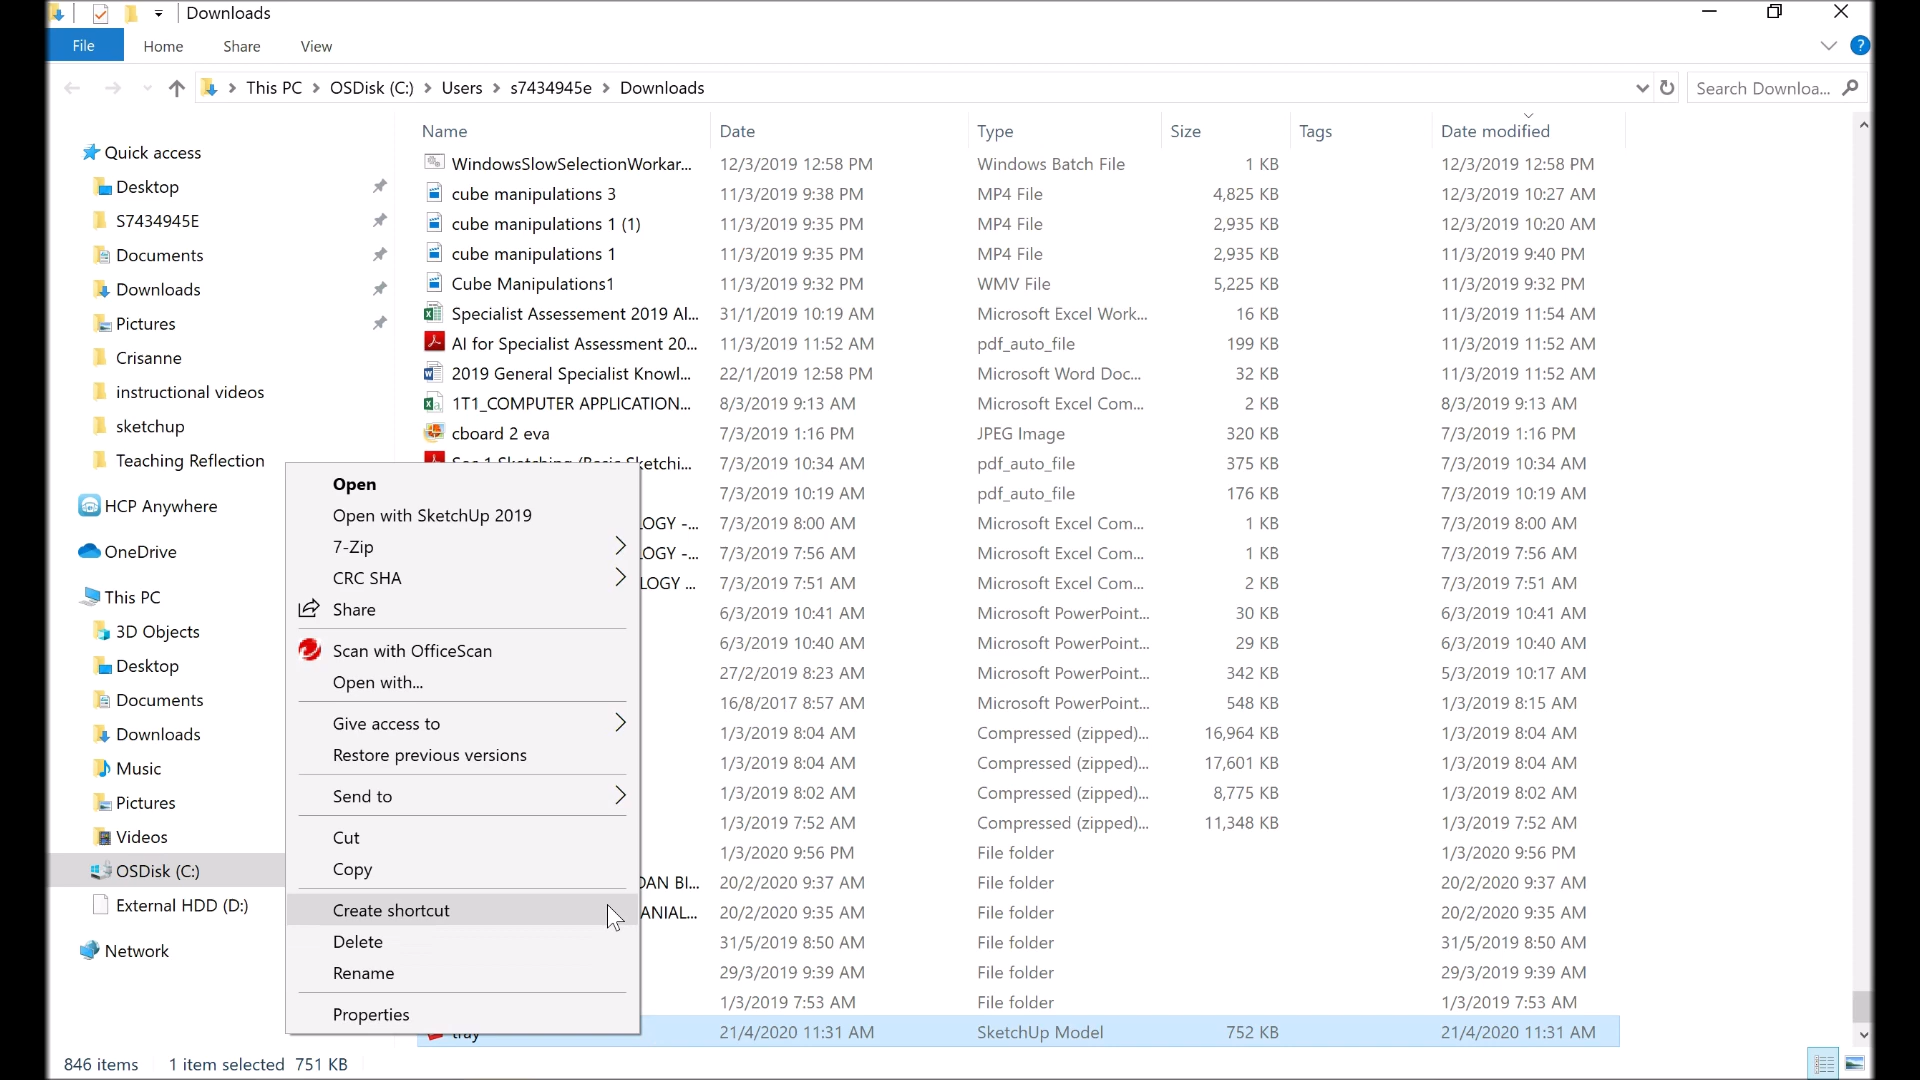 Downloads
File Home Share View ?
This PC > OSDisk (C:) > Users > s7434945e > Downloads Search Downloa...
Name Date Type Size Tags Date modified
Quick access
Desktop
S7434945E
Documents
Downloads
Pictures
Crisanne
instructional videos
sketchup
Teaching Reflection
HCP Anywhere
OneDrive
This PC
3D Objects
Desktop
Documents
Downloads
Music
Pictures
Videos
OSDisk (C:)
External HDD (D:)
Network
WindowsSlowSelectionWorkar... 12/3/2019 12:58 PM Windows Batch File 1 KB 12/3/2019 12:58 PM
cube manipulations 3 11/3/2019 9:38 PM MP4 File 4,825 KB 12/3/2019 10:27 AM
cube manipulations 1 (1) 11/3/2019 9:35 PM MP4 File 2,935 KB 12/3/2019 10:20 AM
cube manipulations 1 11/3/2019 9:35 PM MP4 File 2,935 KB 11/3/2019 9:40 PM
Cube Manipulations1 11/3/2019 9:32 PM WMV File 5,225 KB 11/3/2019 9:32 PM
Specialist Assessement 2019 Al... 31/1/2019 10:19 AM Microsoft Excel Work... 16 KB 11/3/2019 11:54 AM
AI for Specialist Assessment 20... 11/3/2019 11:52 AM pdf_auto_file 199 KB 11/3/2019 11:52 AM
2019 General Specialist Knowl... 22/1/2019 12:58 PM Microsoft Word Doc... 32 KB 11/3/2019 11:52 AM
1T1_COMPUTER APPLICATION... 8/3/2019 9:13 AM Microsoft Excel Com... 2 KB 8/3/2019 9:13 AM
cboard 2 eva 7/3/2019 1:16 PM JPEG Image 320 KB 7/3/2019 1:16 PM
7/3/2019 10:34 AM pdf_auto_file 375 KB 7/3/2019 10:34 AM
7/3/2019 10:19 AM pdf_auto_file 176 KB 7/3/2019 10:19 AM
LOGY -... 7/3/2019 8:00 AM Microsoft Excel Com... 1 KB 7/3/2019 8:00 AM
LOGY -... 7/3/2019 7:56 AM Microsoft Excel Com... 1 KB 7/3/2019 7:56 AM
LOGY ... 7/3/2019 7:51 AM Microsoft Excel Com... 2 KB 7/3/2019 7:51 AM
6/3/2019 10:41 AM Microsoft PowerPoint... 30 KB 6/3/2019 10:41 AM
6/3/2019 10:40 AM Microsoft PowerPoint... 29 KB 6/3/2019 10:40 AM
27/2/2019 8:23 AM Microsoft PowerPoint... 342 KB 5/3/2019 10:17 AM
16/8/2017 8:57 AM Microsoft PowerPoint... 548 KB 1/3/2019 8:15 AM
1/3/2019 8:04 AM Compressed (zipped)... 16,964 KB 1/3/2019 8:04 AM
1/3/2019 8:04 AM Compressed (zipped)... 17,601 KB 1/3/2019 8:04 AM
1/3/2019 8:02 AM Compressed (zipped)... 8,775 KB 1/3/2019 8:02 AM
1/3/2019 7:52 AM Compressed (zipped)... 11,348 KB 1/3/2019 7:52 AM
1/3/2020 9:56 PM File folder 1/3/2020 9:56 PM
DAN BI... 20/2/2020 9:37 AM File folder 20/2/2020 9:37 AM
ANIAL... 20/2/2020 9:35 AM File folder 20/2/2020 9:35 AM
31/5/2019 8:50 AM File folder 31/5/2019 8:50 AM
29/3/2019 9:39 AM File folder 29/3/2019 9:39 AM
1/3/2019 7:53 AM File folder 1/3/2019 7:53 AM
tray 21/4/2020 11:31 AM SketchUp Model 752 KB 21/4/2020 11:31 AM
Open
Open with SketchUp 2019
7-Zip
CRC SHA
Share
Scan with OfficeScan
Open with...
Give access to
Restore previous versions
Send to
Cut
Copy
Create shortcut
Delete
Rename
Properties
846 items 1 item selected 751 KB